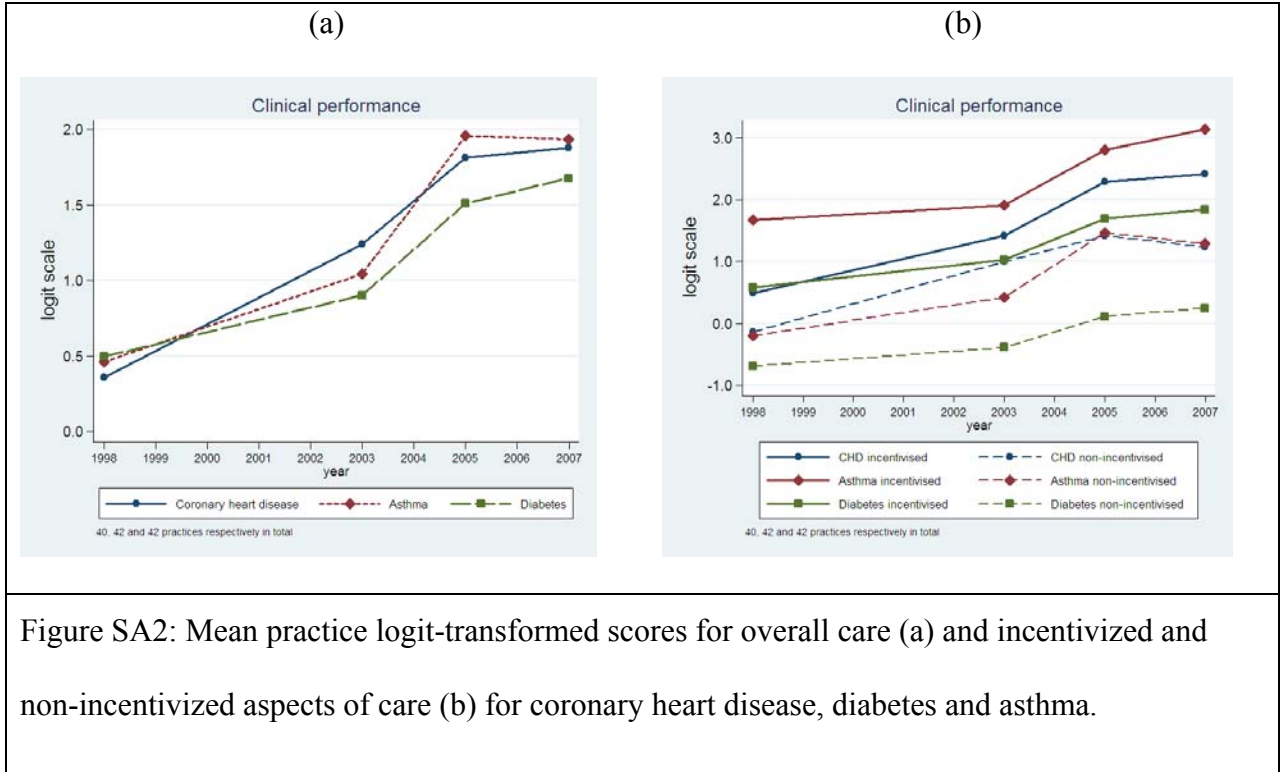 (a)
(b)
Clinical performance
2.0
1.5
1.0
0.5
0.0
logit scale
1998 1999 2000 2001 2002 2003 2004 2005 2006 2007
year
Coronary heart disease Asthma Diabetes
40, 42 and 42 practices respectively in total
Clinical performance
3.0
2.0
1.0
0.0
-1.0
logit scale
1998 1999 2000 2001 2002 2003 2004 2005 2006 2007
year
CHD incentivised CHD non-incentivised
Asthma incentivised Asthma non-incentivised
Diabetes incentivised Diabetes non-incentivised
40, 42 and 42 practices respectively in total
Figure SA2: Mean practice logit-transformed scores for overall care (a) and incentivized and
non-incentivized aspects of care (b) for coronary heart disease, diabetes and asthma.